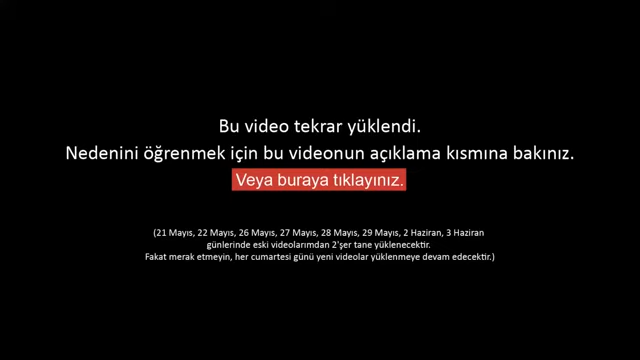 Bu video tekrar yüklendi.
Nedenini öğrenmek için bu videonun açıklama kısmına bakınız.
Veya buraya tıklayınız.
(21 Mayıs, 22 Mayıs, 26 Mayıs, 27 Mayıs, 28 Mayıs, 29 Mayıs, 2 Haziran, 3 Haziran
günlerinde eski videolarımdan 2'şer tane yüklenecektir.
Fakat merak etmeyin, her cumartesi günü yeni videolar yüklenmeye devam edecektir.)